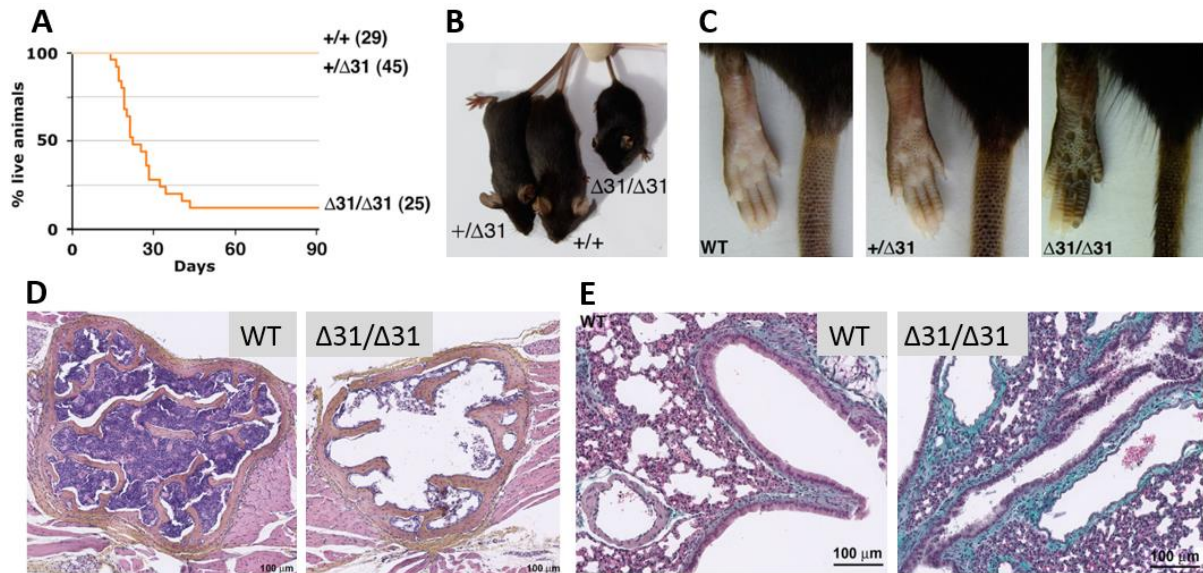 A
+/+ (29)
+/Δ31 (45)
100
50
0
% live animals
Δ31/Δ31 (25)
0 30 60 90
Days
B
+/Δ31
+/+
Δ31/Δ31
C
WT
+/Δ31
Δ31/Δ31
D
WT
100 µm
Δ31/Δ31
100 µm
E
WT
WT
100 µm
Δ31/Δ31
100 µm